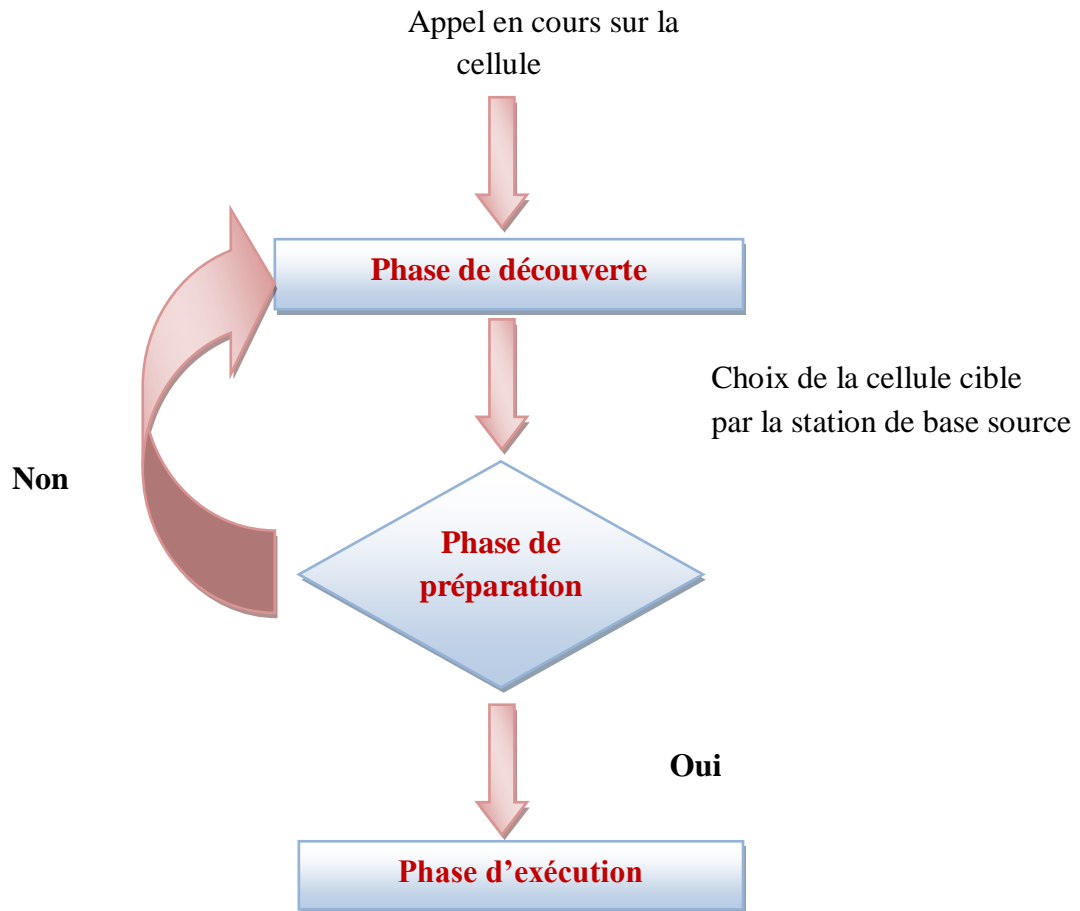 Appel en cours sur la
cellule
Phase de découverte
Choix de la cellule cible
par la station de base source
Non
Phase de
préparation
Oui
Phase d’exécution